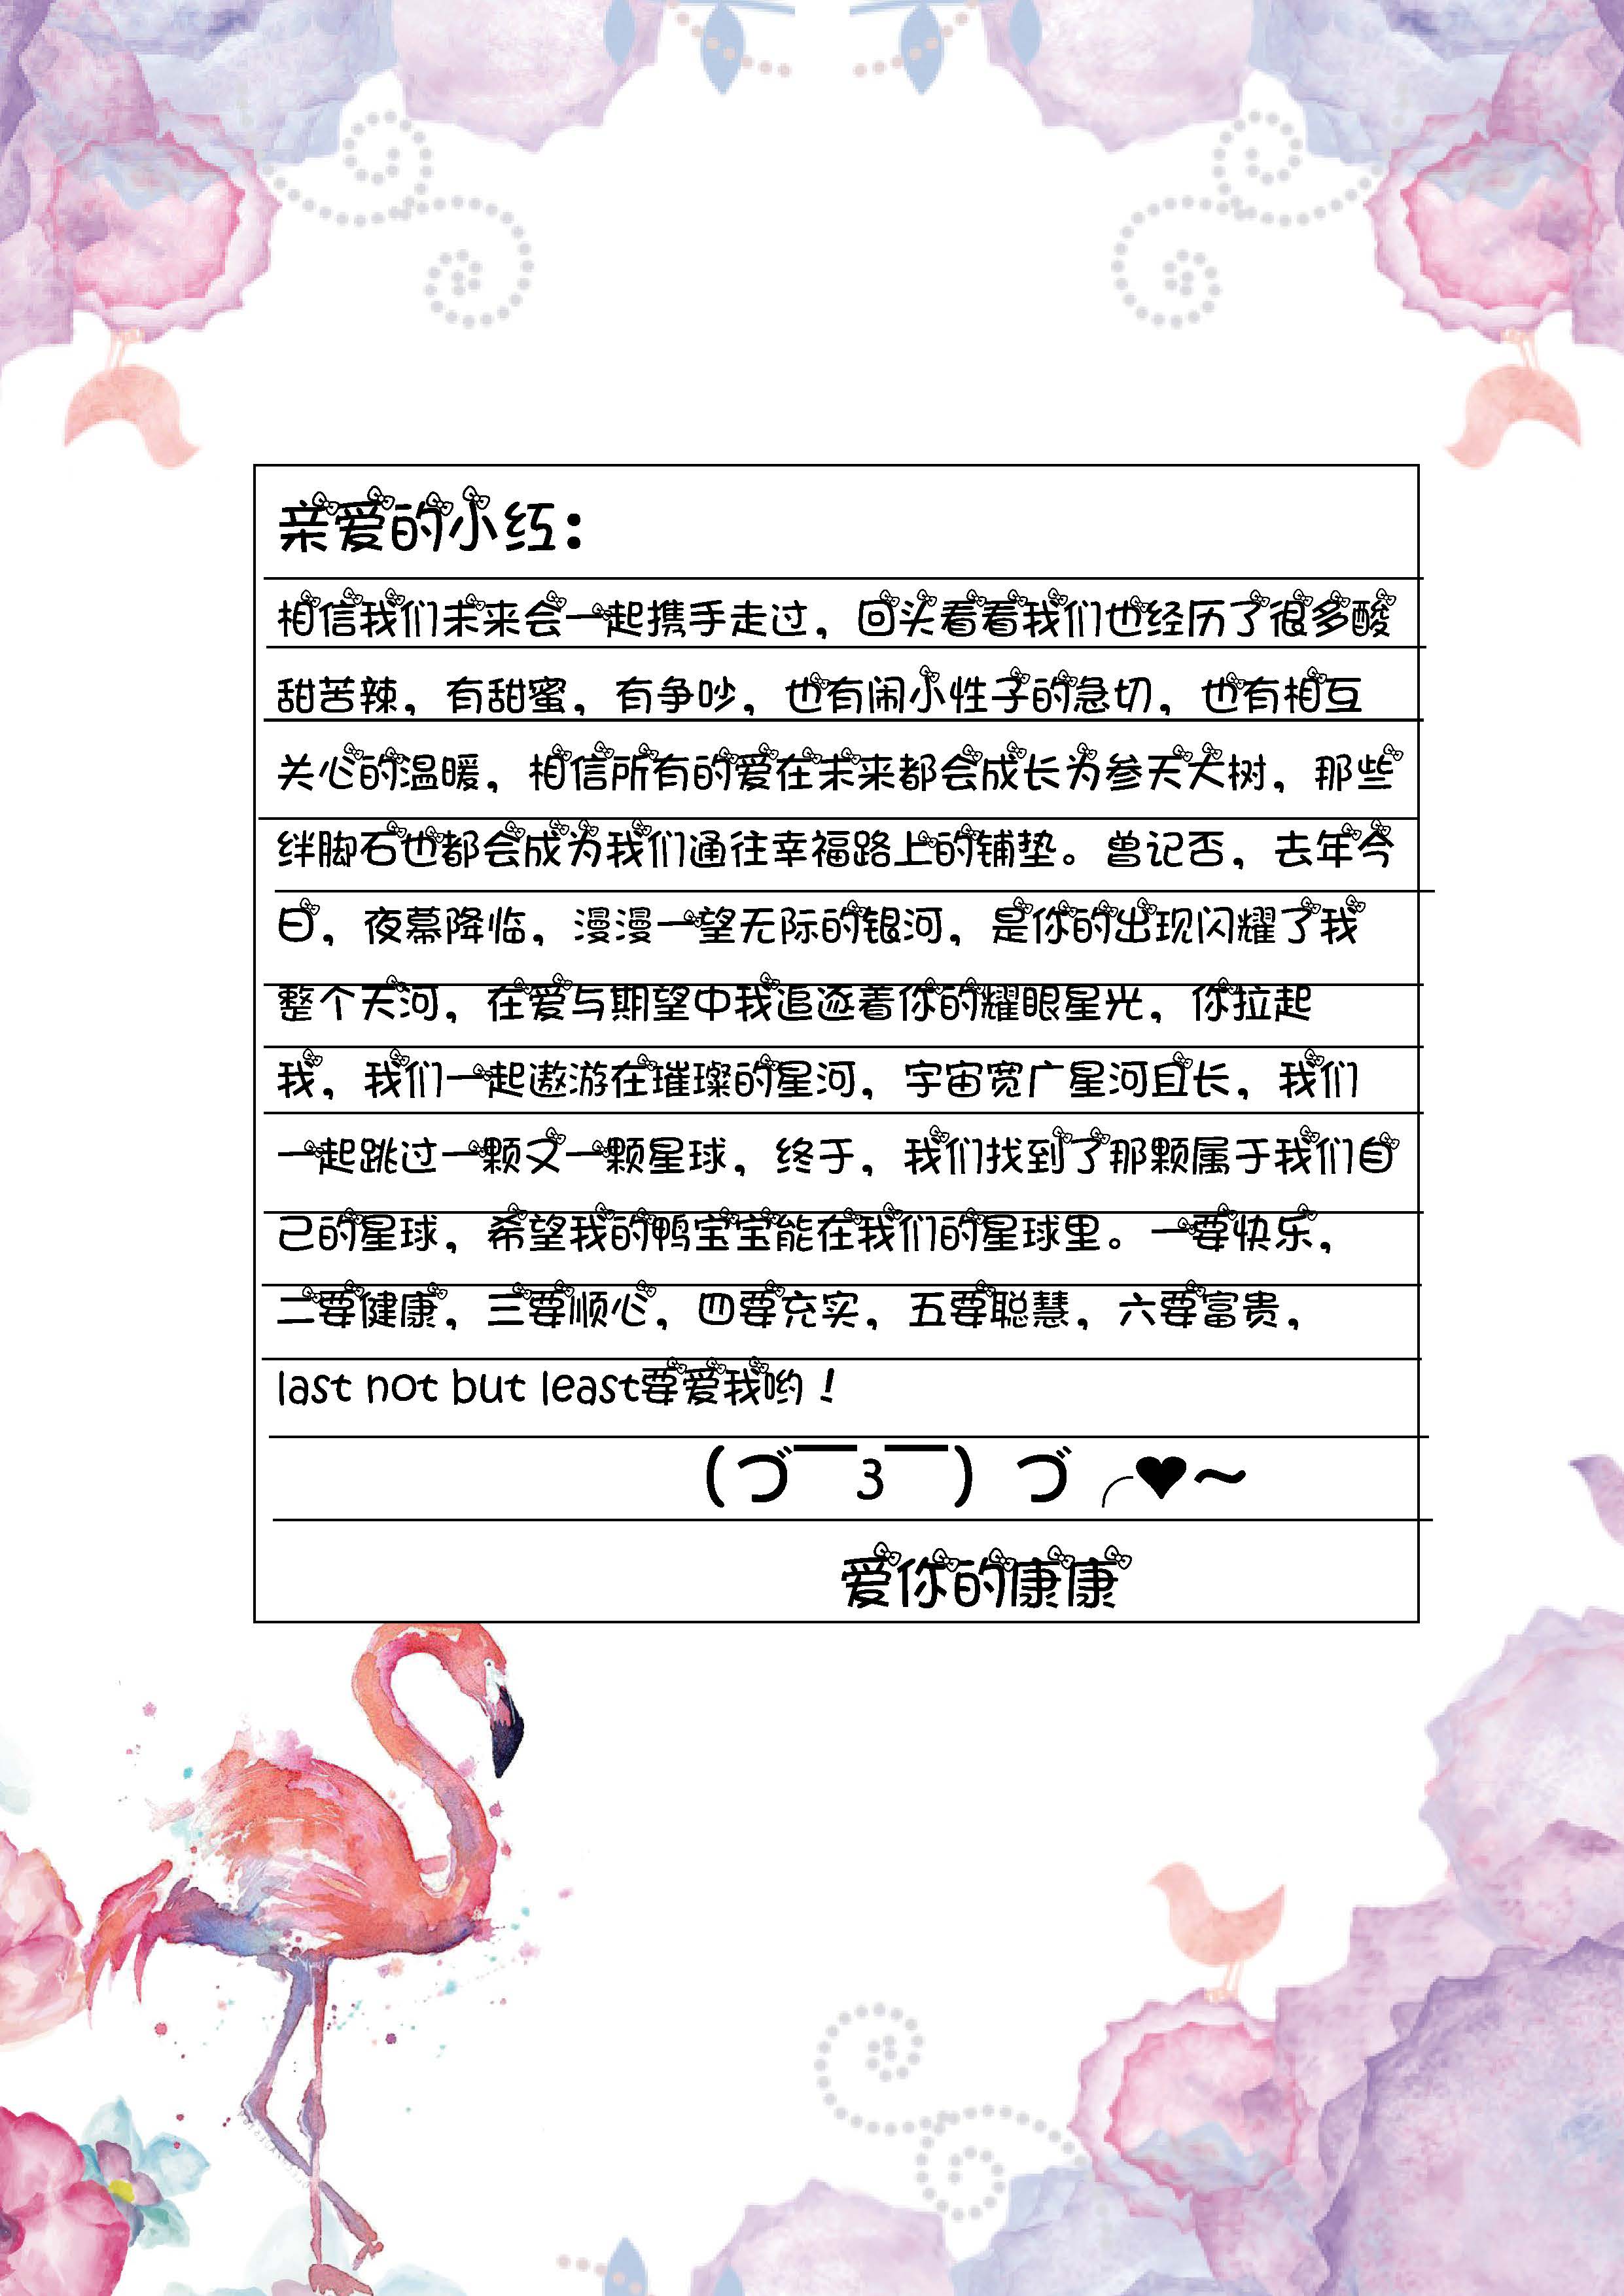 亲爱的小红：
相信我们未来会一起携手走过，回头看看我们也经历了很多酸
甜苦辣，有甜蜜，有争吵，也有闹小性子的急切，也有相互
关心的温暖，相信所有的爱在未来都会成长为参天大树，那些
绊脚石也都会成为我们通往幸福路上的铺垫。曾记否，去年今
日，夜幕降临，漫漫一望无际的银河，是你的出现闪耀了我
整个天河，在爱与期望中我追逐着你的耀眼星光，你拉起
我，我们一起遨游在璀璨的星河，宇宙宽广星河且长，我们
一起跳过一颗又一颗星球，终于，我们找到了那颗属于我们自
己的星球，希望我的鸭宝宝能在我们的星球里。一要快乐，
二要健康，三要顺心，四要充实，五要聪慧，六要富贵，
last not but least要爱我哟！
（づ￣3￣）づ╭❤～
爱你的康康